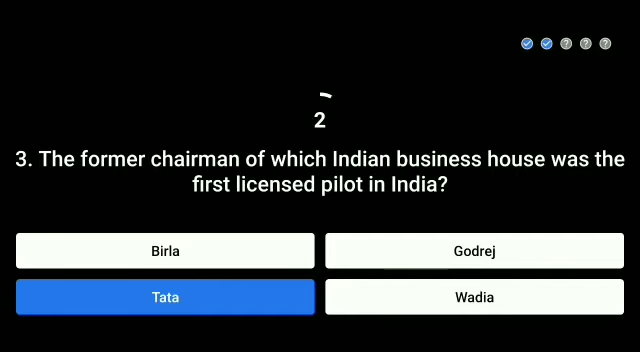 2
3. The former chairman of which Indian business house was the
first licensed pilot in India?
Birla
Godrej
Tata
Wadia